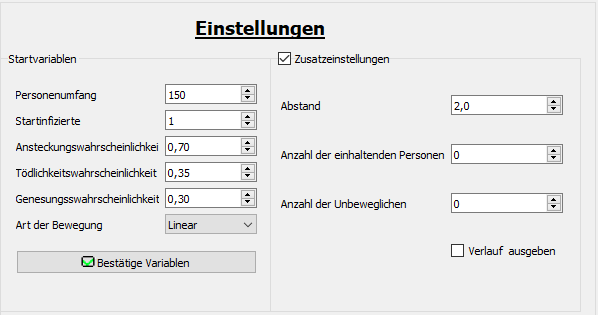 Einstellungen
Startvariablen
Personenumfang 150
Startinfizierte 1
Ansteckungswahrscheinlichkei 0,70
Tödlichkeitswahrscheinlichkeit 0,35
Genesungsswahrscheinlichkeit 0,30
Art der Bewegung Linear
Bestätige Variablen
Zusatzeinstellungen
Abstand 2,0
Anzahl der einhaltenden Personen 0
Anzahl der Unbeweglichen 0
Verlauf ausgeben